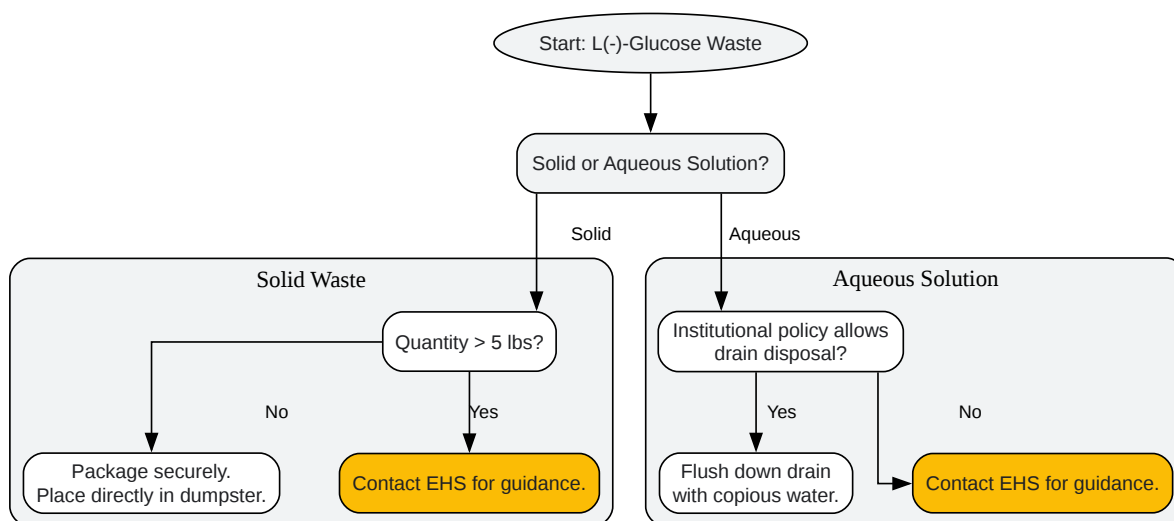 Start: L(-)-Glucose Waste
Solid or Aqueous Solution?
Solid
Aqueous
Solid Waste
Quantity > 5 lbs?
No
Yes
Package securely.
Place directly in dumpster.
Contact EHS for guidance.
Aqueous Solution
Institutional policy allows
drain disposal?
Yes
No
Flush down drain
with copious water.
Contact EHS for guidance.